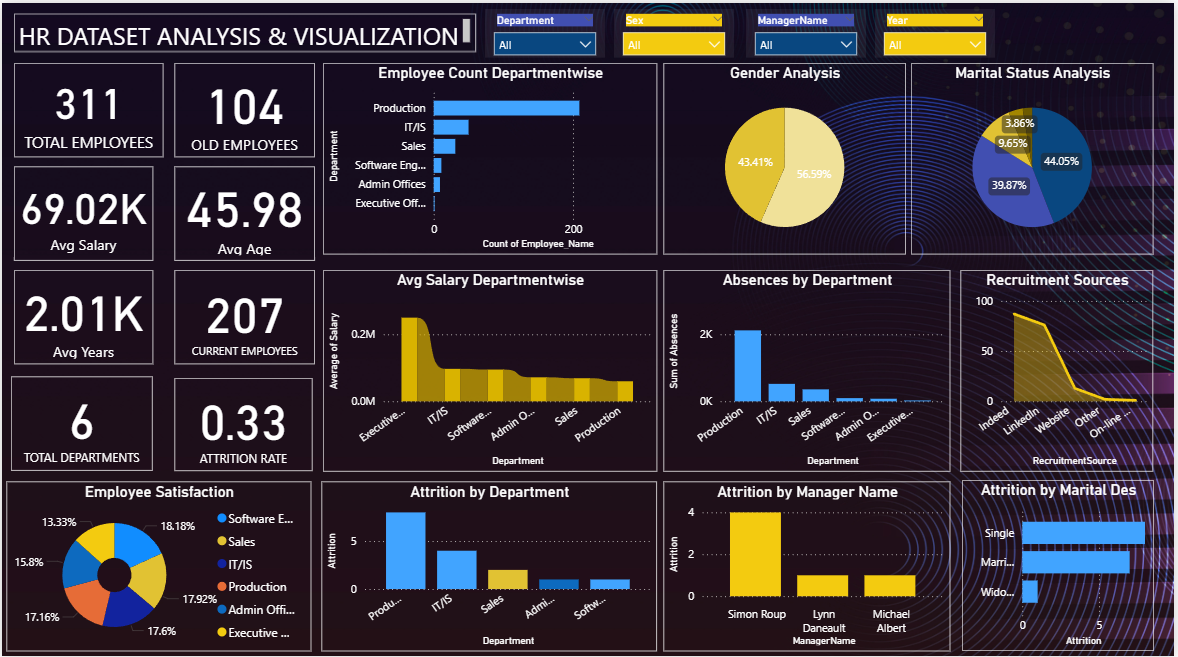 HR DATASET ANALYSIS & VISUALIZATION
Department
All
Sex
All
ManagerName
All
Year
All
311
TOTAL EMPLOYEES
104
OLD EMPLOYEES
69.02K
Avg Salary
45.98
Avg Age
2.01K
Avg Years
207
CURRENT EMPLOYEES
6
TOTAL DEPARTMENTS
0.33
ATTRITION RATE
Employee Count Departmentwise
Department
Production
IT/IS
Sales
Software Eng...
Admin Offices
Executive Off...
0
200
Count of Employee_Name
Gender Analysis
43.41%
56.59%
Marital Status Analysis
3.86%
9.65%
44.05%
39.87%
Avg Salary Departmentwise
Average of Salary
0.2M
0.0M
Executive...
IT/IS
Software...
Admin O...
Sales
Production
Department
Absences by Department
Sum of Absences
2K
0K
Production
IT/IS
Sales
Software...
Admin O...
Executive...
Department
Recruitment Sources
100
50
0
Indeed
LinkedIn
Website
Other
On-line ...
RecruitmentSource
Employee Satisfaction
13.33%
18.18%
15.8%
17.92%
17.16%
17.6%
Software E...
Sales
IT/IS
Production
Admin Offi...
Executive ...
Attrition by Department
Attrition
5
0
Produ...
IT/IS
Sales
Admi...
Softw...
Department
Attrition by Manager Name
Attrition
4
2
0
Simon Roup
Lynn
Daneault
Michael
Albert
ManagerName
Attrition by Marital Des
Single
Marri...
Wido...
0
5
Attrition